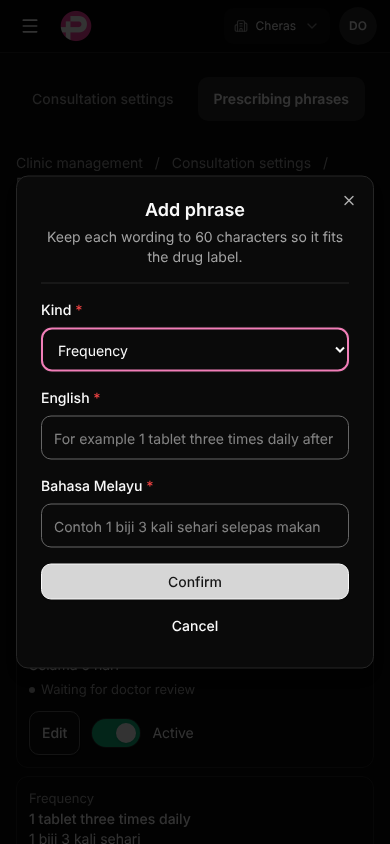 Cheras
DO
Consultation settings
Prescribing phrases
Clinic management / Consultation settings /
Add phrase
Keep each wording to 60 characters so it fits
the drug label.
Kind *
Frequency
English *
For example 1 tablet three times daily after
Bahasa Melayu *
Contoh 1 biji 3 kali sehari selepas makan
Confirm
Cancel
Waiting for doctor review
Edit
Active
Frequency
1 tablet three times daily
1 biji 3 kali sehari